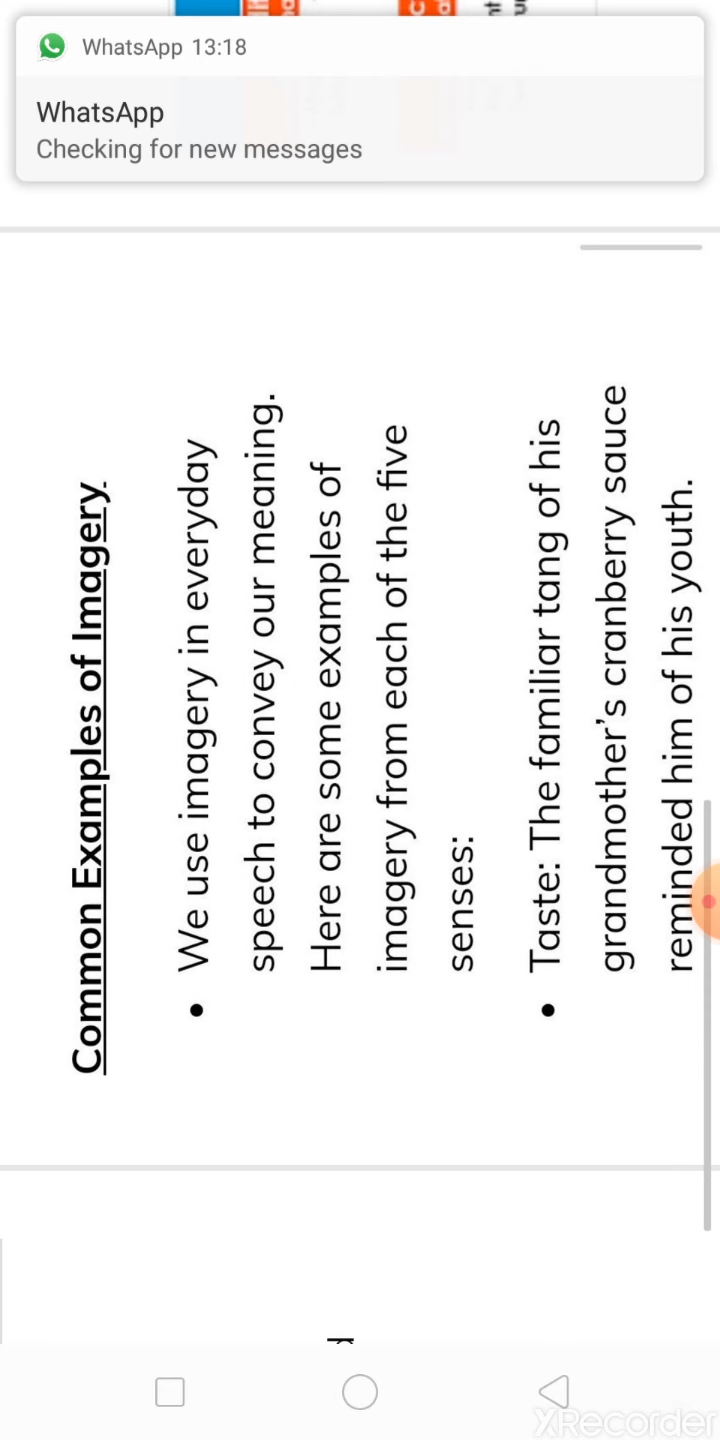 WhatsApp 13:18
WhatsApp
Checking for new messages
Common Examples of Imagery
• We use imagery in everyday
speech to convey our meaning.
Here are some examples of
imagery from each of the five
senses:
• Taste: The familiar tang of his
grandmother’s cranberry sauce
reminded him of his youth.
XRecorder